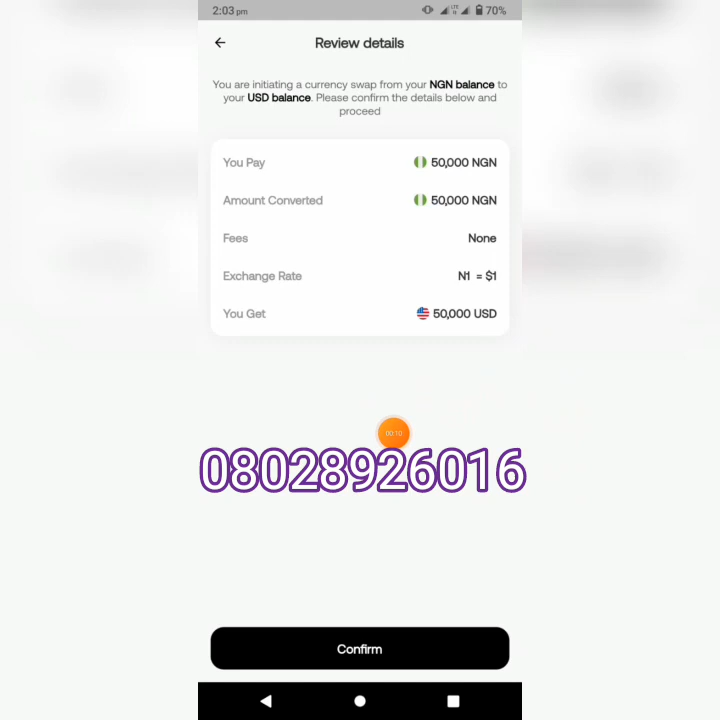 2:03 pm LTE 70%
Review details
You are initiating a currency swap from your NGN balance to
your USD balance. Please confirm the details below and
proceed
You Pay 50,000 NGN
Amount Converted 50,000 NGN
Fees None
Exchange Rate N1 = $1
You Get 50,000 USD
00:10
08028926016
Confirm